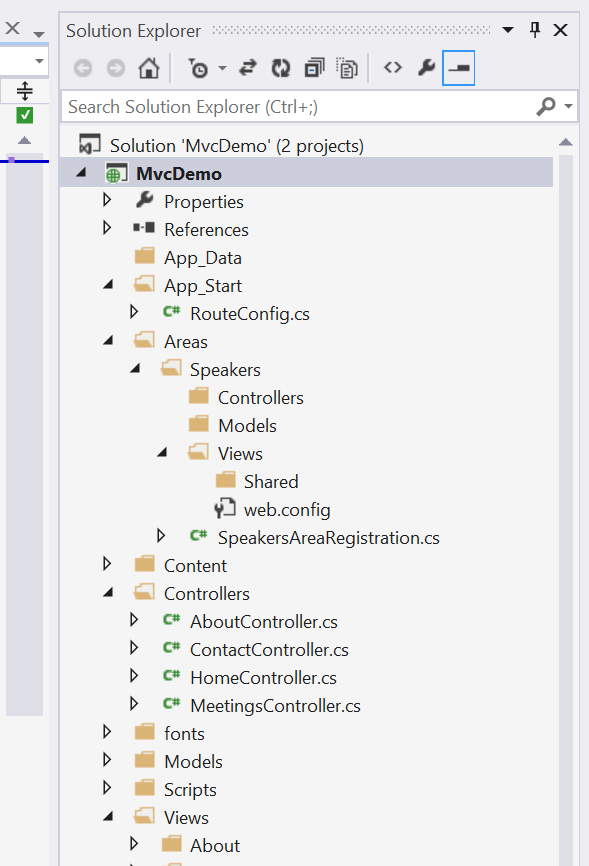 Solution Explorer
Search Solution Explorer (Ctrl+;)
Solution 'MvcDemo' (2 projects)
MvcDemo
Properties
References
App_Data
App_Start
C# RouteConfig.cs
Areas
Speakers
Controllers
Models
Views
Shared
web.config
C# SpeakersAreaRegistration.cs
Content
Controllers
C# AboutController.cs
C# ContactController.cs
C# HomeController.cs
C# MeetingsController.cs
fonts
Models
Scripts
Views
About